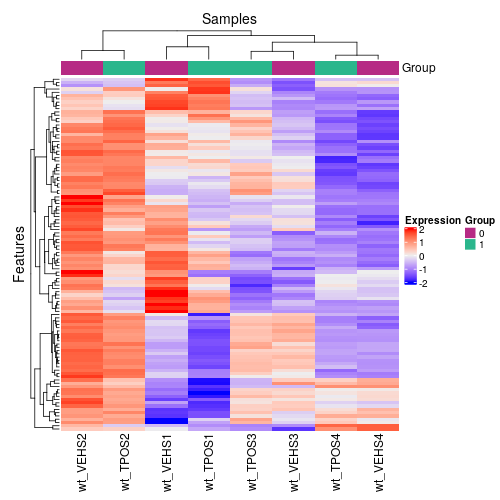 Samples
Group
Features
Expression
2
1
0
-1
-2
Group
0
1
wt_VEHS2
wt_TPOS2
wt_VEHS1
wt_TPOS1
wt_TPOS3
wt_VEHS3
wt_TPOS4
wt_VEHS4